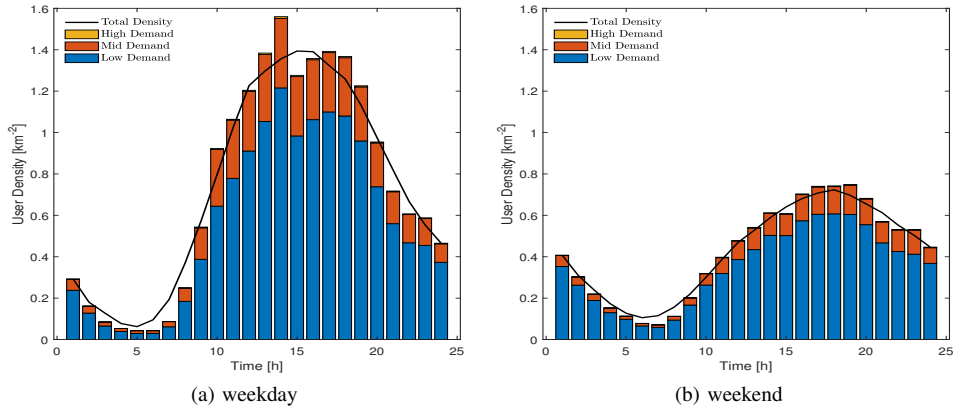 Total Density
High Demand
Mid Demand
Low Demand
1.6
1.4
1.2
1
0.8
0.6
0.4
0.2
0
User Density [km-2]
0 5 10 15 20 25
Time [h]
(a) weekday
Total Density
High Demand
Mid Demand
Low Demand
1.6
1.4
1.2
1
0.8
0.6
0.4
0.2
0
User Density [km-2]
0 5 10 15 20 25
Time [h]
(b) weekend